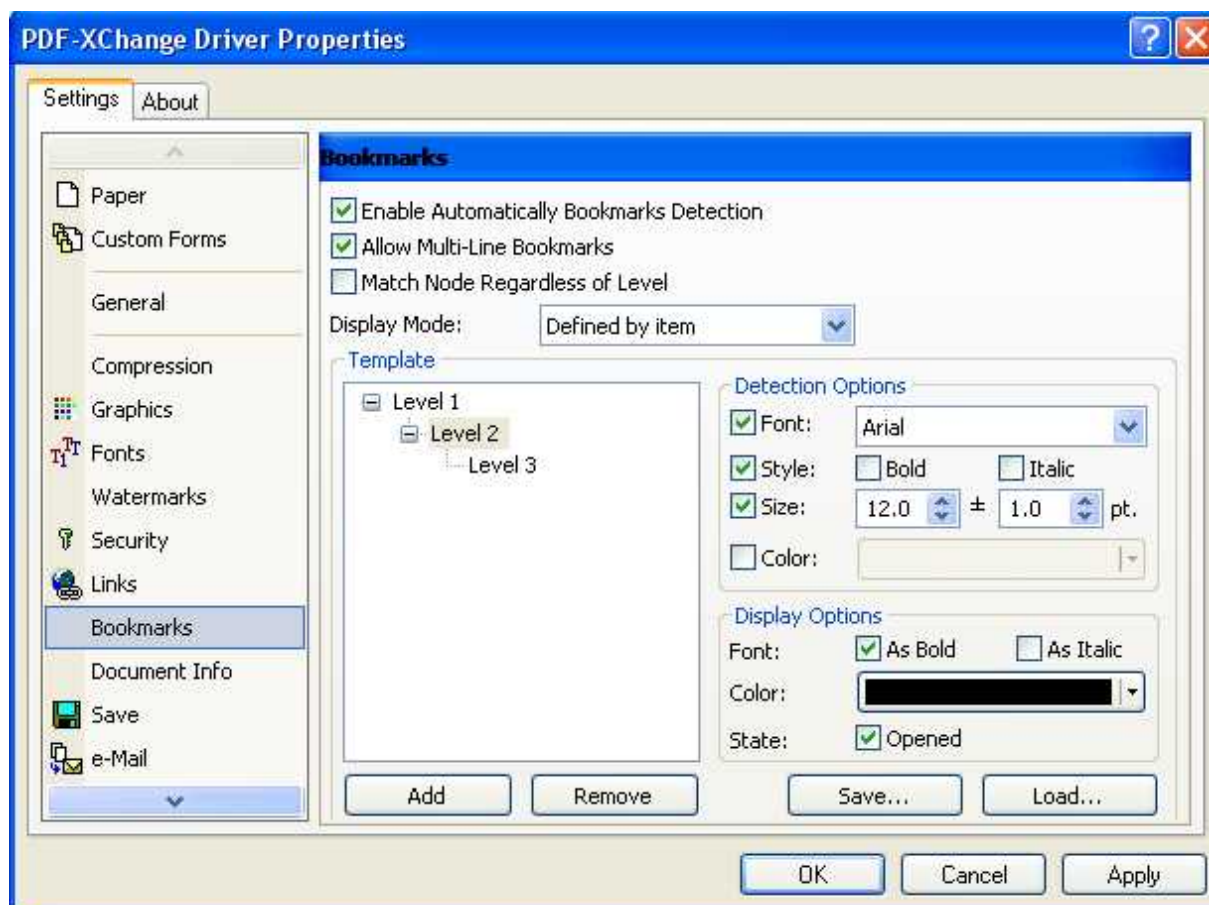 PDF-XChange Driver Properties
Settings About
Paper
Custom Forms
General
Compression
Graphics
Fonts
Watermarks
Security
Links
Bookmarks
Document Info
Save
e-Mail
Bookmarks
Enable Automatically Bookmarks Detection
Allow Multi-Line Bookmarks
Match Node Regardless of Level
Display Mode: Defined by item
Template
Level 1
Level 2
Level 3
Detection Options
Font: Arial
Style: Bold Italic
Size: 12.0 ± 1.0 pt.
Color:
Display Options
Font: As Bold As Italic
Color:
State: Opened
Add Remove Save... Load...
OK Cancel Apply